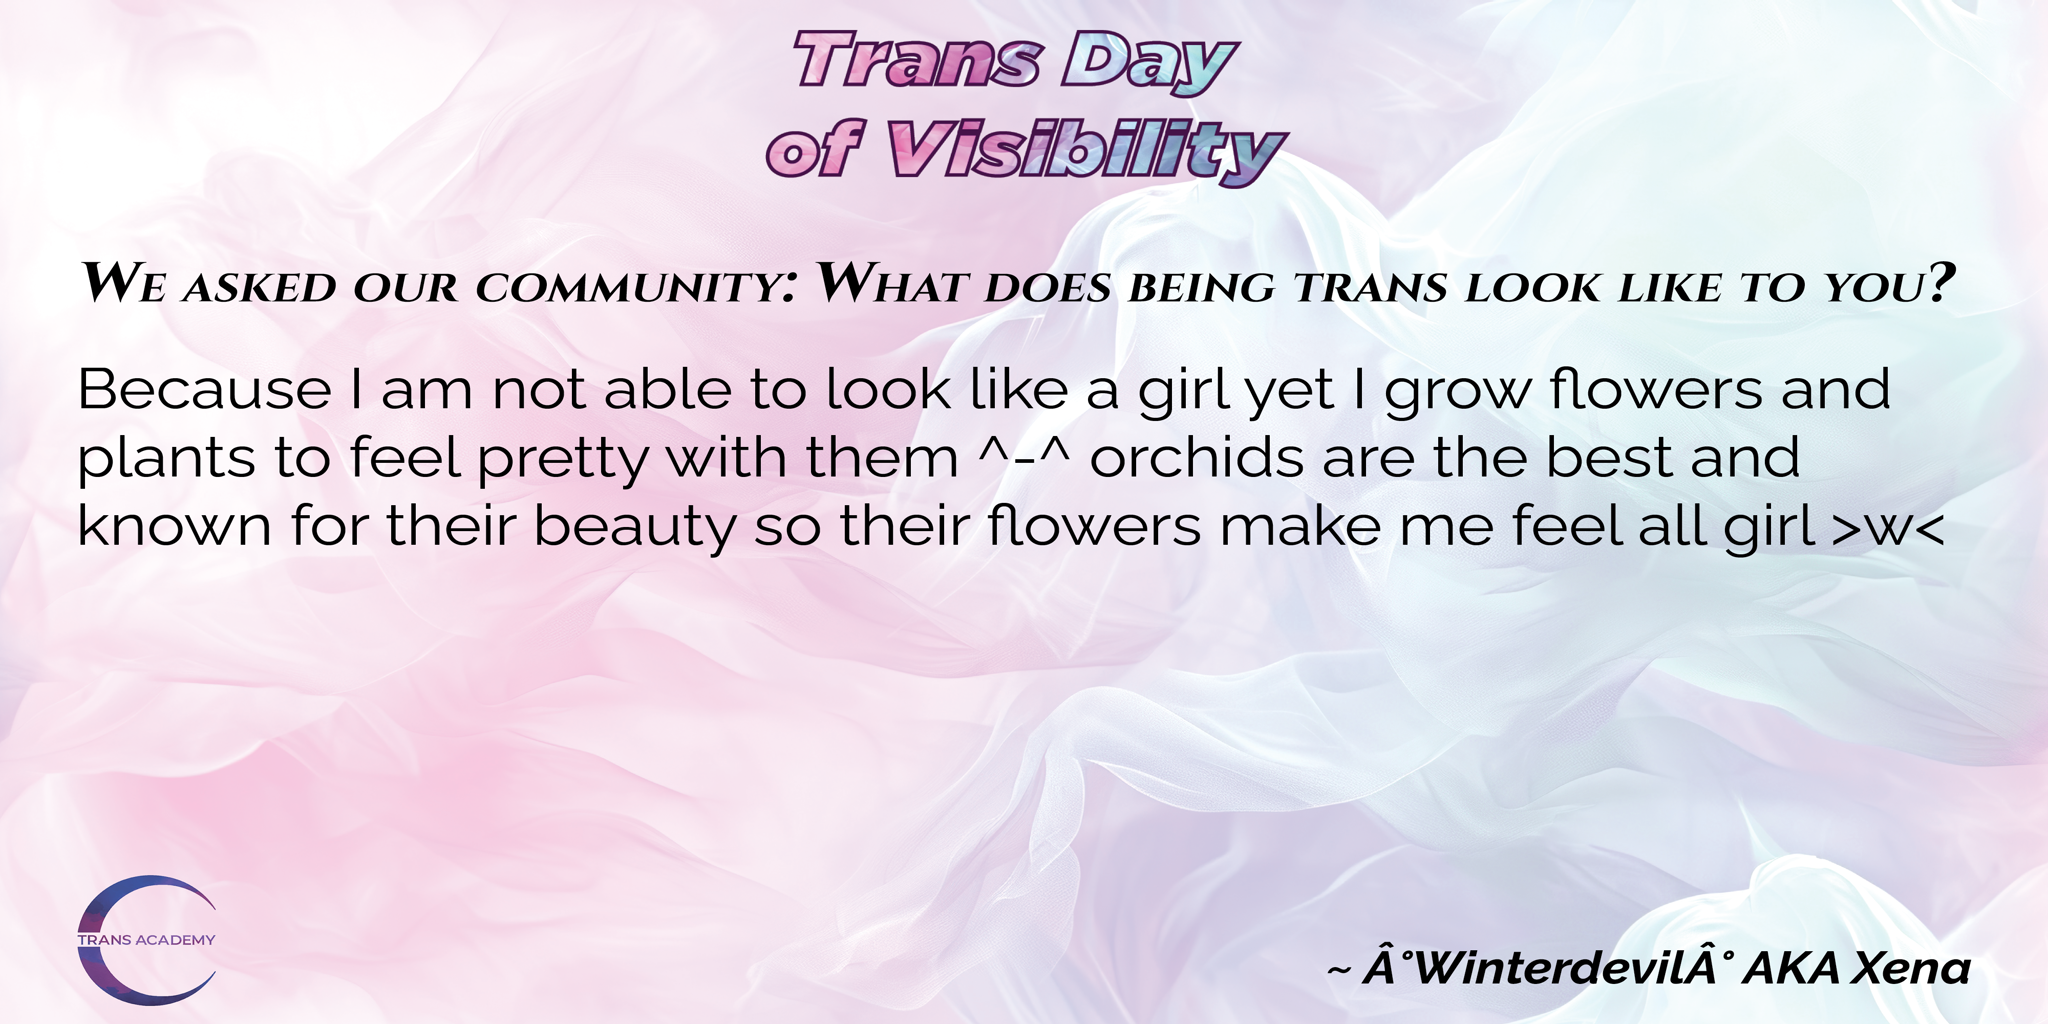 Trans Day
of Visibility
We asked our community: What does being trans look like to you?
Because I am not able to look like a girl yet I grow flowers and
plants to feel pretty with them ^-^ orchids are the best and
known for their beauty so their flowers make me feel all girl >w<
TRANS ACADEMY
~ Â°WinterdevilÂ° AKA Xena